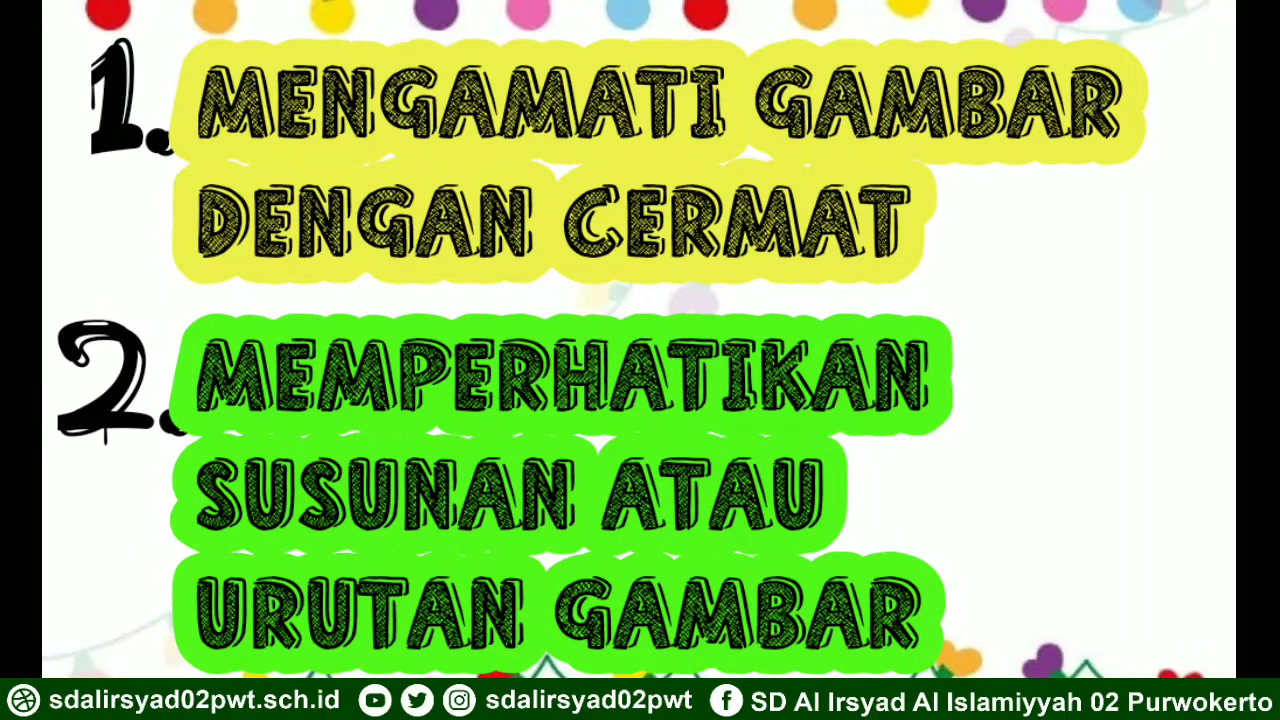 1. MENGAMATI GAMBAR
DENGAN CERMAT
2. MEMPERHATIKAN
SUSUNAN ATAU
URUTAN GAMBAR
sdalirsyad02pwt.sch.id sdalirsyad02pwt SD Al Irsyad Al Islamiyyah 02 Purwokerto